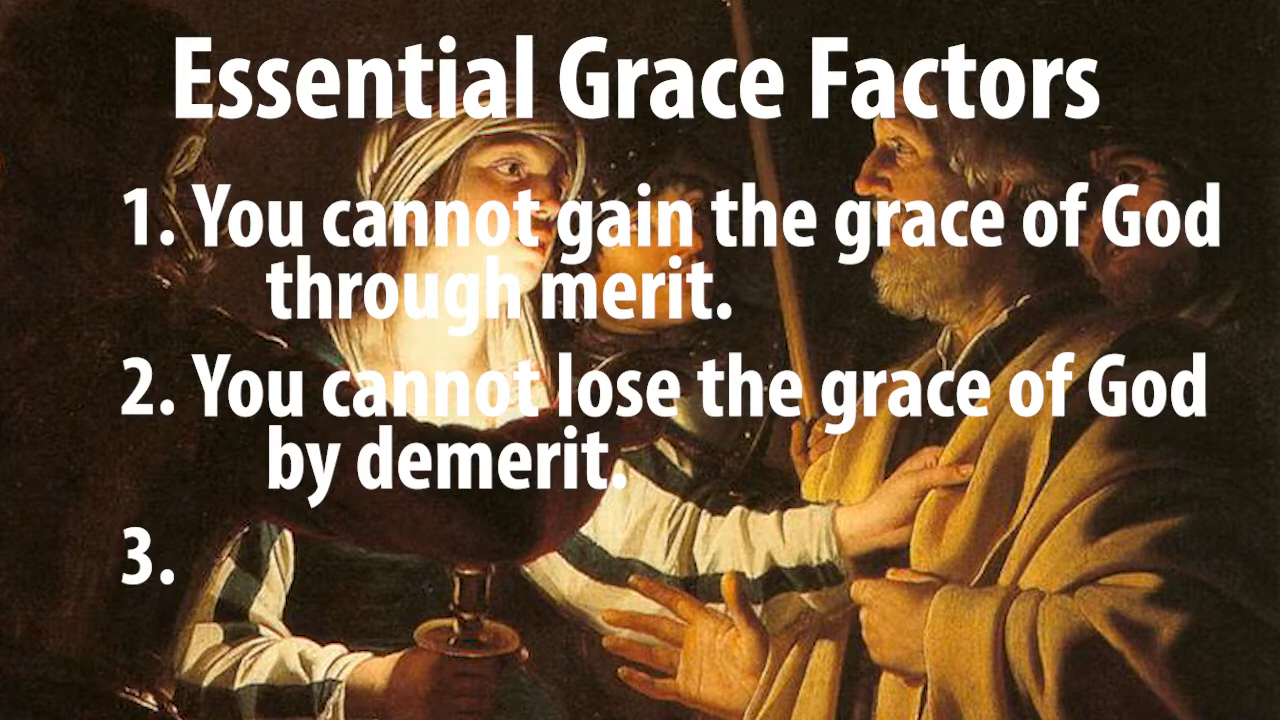 Essential Grace Factors
1. You cannot gain the grace of God
through merit.
2. You cannot lose the grace of God
by demerit.
3.